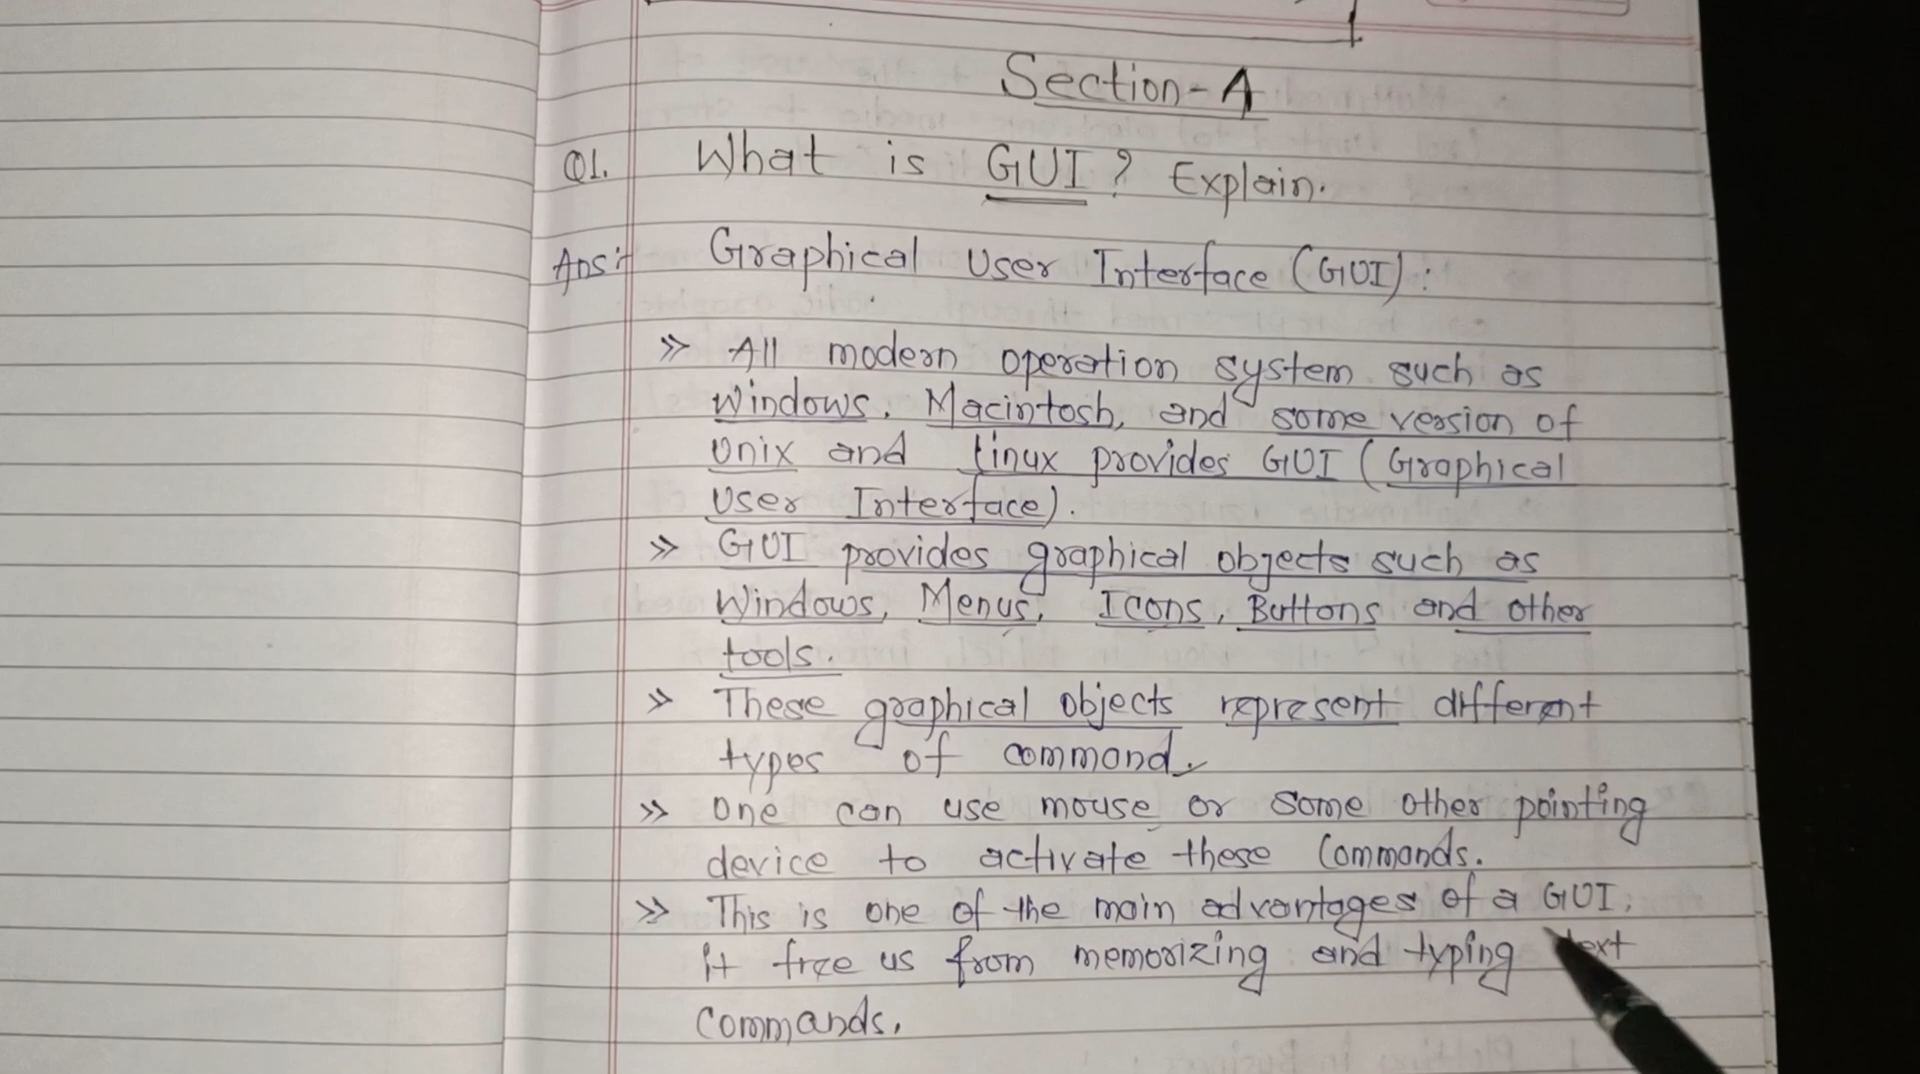 Section-A
Q1. What is GUI? Explain.
Ans:- Graphical User Interface (GUI):
>> All modern operation system such as
Windows, Macintosh, and some version of
Unix and Linux provides GUI (Graphical
User Interface).
>> GUI provides graphical objects such as
Windows, Menus, Icons, Buttons and other
tools.
>> These graphical objects represent different
types of command.
>> One can use mouse or some other pointing
device to activate these Commands.
>> This is one of the main advantages of a GUI;
it free us from memorizing and typing text
Commands.